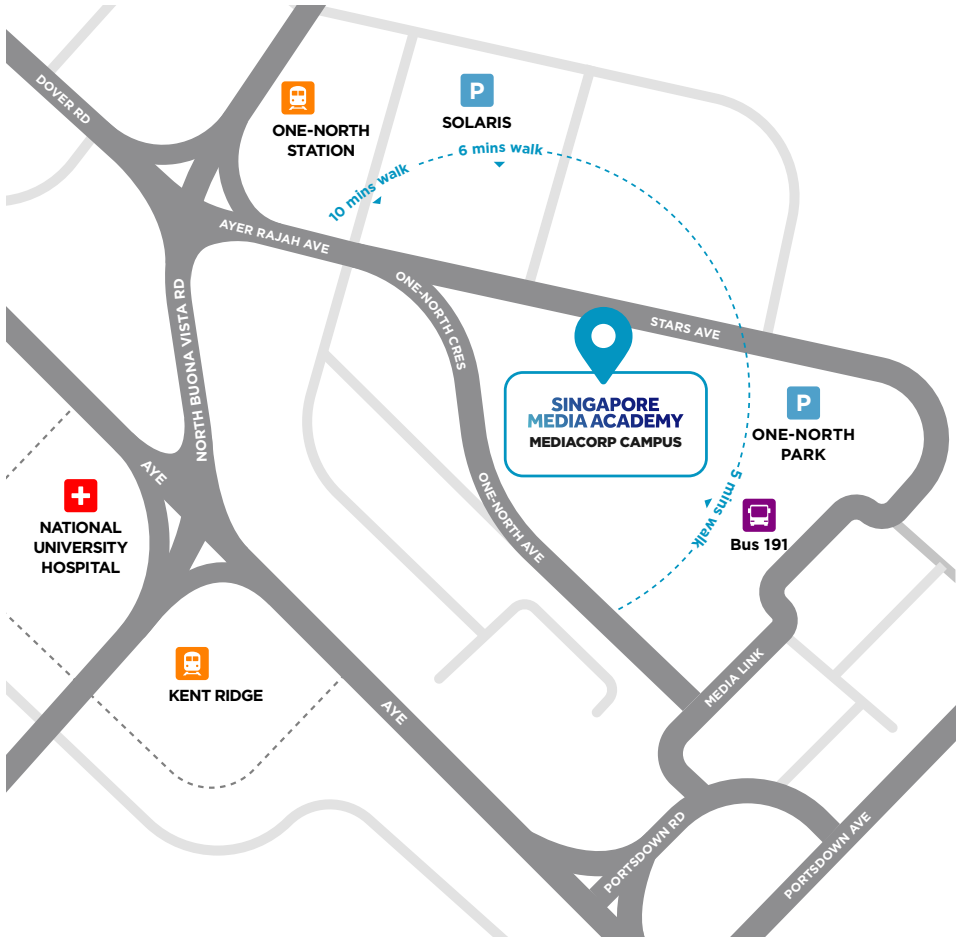 DOVER RD
ONE-NORTH
STATION
P
SOLARIS
10 mins walk
6 mins walk
AYER RAJAH AVE
ONE-NORTH CRES
STARS AVE
NORTH BUONA VISTA RD
SINGAPORE
MEDIA ACADEMY
MEDIACORP CAMPUS
P
ONE-NORTH
PARK
AYE
ONE-NORTH AVE
5 mins walk
Bus 191
NATIONAL
UNIVERSITY
HOSPITAL
KENT RIDGE
MEDIA LINK
AYE
PORTSDOWN RD
PORTSDOWN AVE